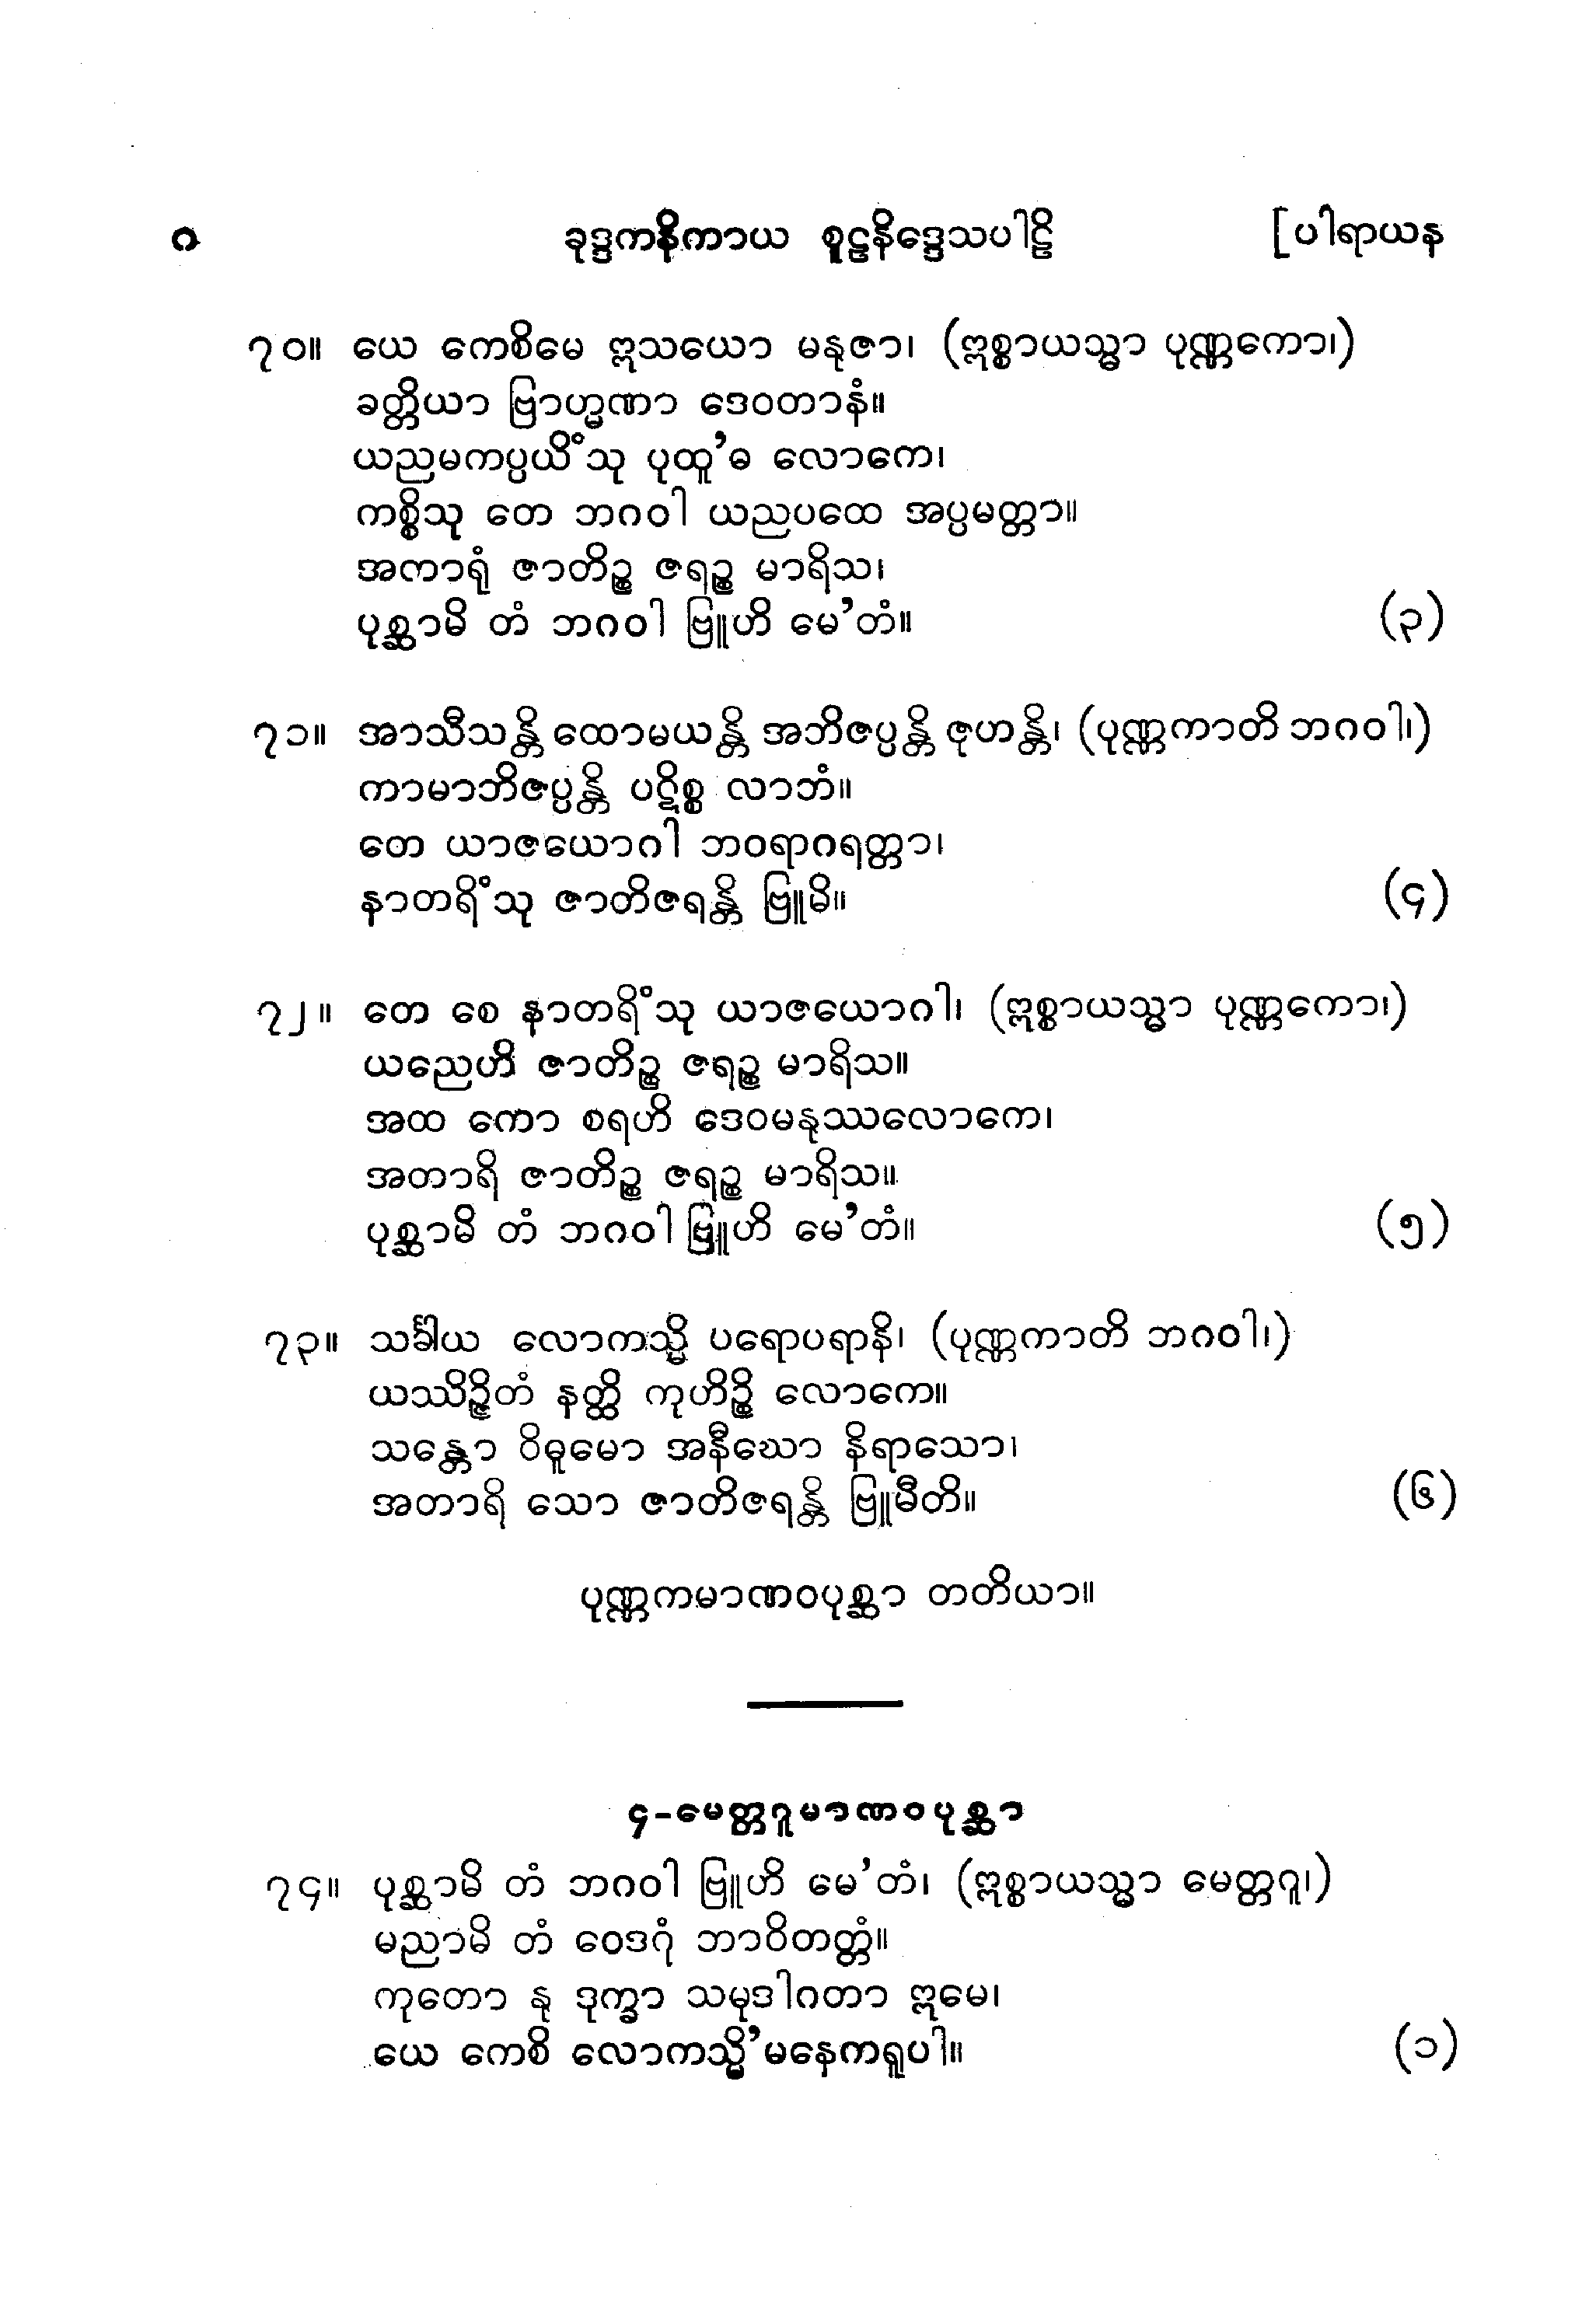 ၈ ခုဒ္ဒကနိကာယ စူဠနိဒ္ဒေသပါဠိ [ပါရာယန
၇၀။ ယေ ကေစိမေ ဣသယော မနုဇာ၊ (ဣစ္စာယသ္မာ ပုဏ္ဏကော၊)
ခတ္တိယာ ဗြာဟ္မဏာ ဒေဝတာနံ။
ယညမကပ္ပယိံသု ပုထူ’ဓ လောကေ၊
ကစ္စိသု တေ ဘဂဝါ ယညပထေ အပ္ပမတ္တာ။
အကာရုံ ဇာတိဉ္စ ဇရဉ္စ မာရိသ၊
ပုစ္ဆာမိ တံ ဘဂဝါ ဗြူဟိ မေ’တံ။ (၃)
၇၁။ အာသီသန္တိ ထောမယန္တိ အဘိဇပ္ပန္တိ ဇုဟန္တိ၊ (ပုဏ္ဏကာတိ ဘဂဝါ၊)
ကာမာဘိဇပ္ပန္တိ ပဋိစ္စ လာဘံ။
တေ ယာဇယောဂါ ဘဝရာဂရတ္တာ၊
နာတရိံသု ဇာတိဇရန္တိ ဗြူမိ။ (၄)
၇၂။ တေ စေ နာတရိံသု ယာဇယောဂါ၊ (ဣစ္စာယသ္မာ ပုဏ္ဏကော၊)
ယညေဟိ ဇာတိဉ္စ ဇရဉ္စ မာရိသ။
အထ ကော စရဟိ ဒေဝမနုဿလောကေ၊
အတာရိ ဇာတိဉ္စ ဇရဉ္စ မာရိသ။
ပုစ္ဆာမိ တံ ဘဂဝါ ဗြူဟိ မေ’တံ။ (၅)
၇၃။ သင်္ခါယ လောကသ္မိ ပရောပရာနိ၊ (ပုဏ္ဏကာတိ ဘဂဝါ၊)
ယဿိဉ္ဇိတံ နတ္ထိ ကုဟိဉ္စိ လောကေ။
သန္တော ဝိဓူမော အနီဃော နိရာသော၊
အတာရိ သော ဇာတိဇရန္တိ ဗြူမီတိ။ (၆)
ပုဏ္ဏကမာဏဝပုစ္ဆာ တတိယာ။
၄-မေတ္တဂူမာဏဝပုစ္ဆာ
၇၄။ ပုစ္ဆာမိ တံ ဘဂဝါ ဗြူဟိ မေ’တံ၊ (ဣစ္စာယသ္မာ မေတ္တဂူ၊)
မညာမိ တံ ဝေဒဂုံ ဘာဝိတတ္တံ။
ကုတော နု ဒုက္ခာ သမုဒါဂတာ ဣမေ၊
ယေ ကေစိ လောကသ္မိ’မနေကရူပါ။ (၁)